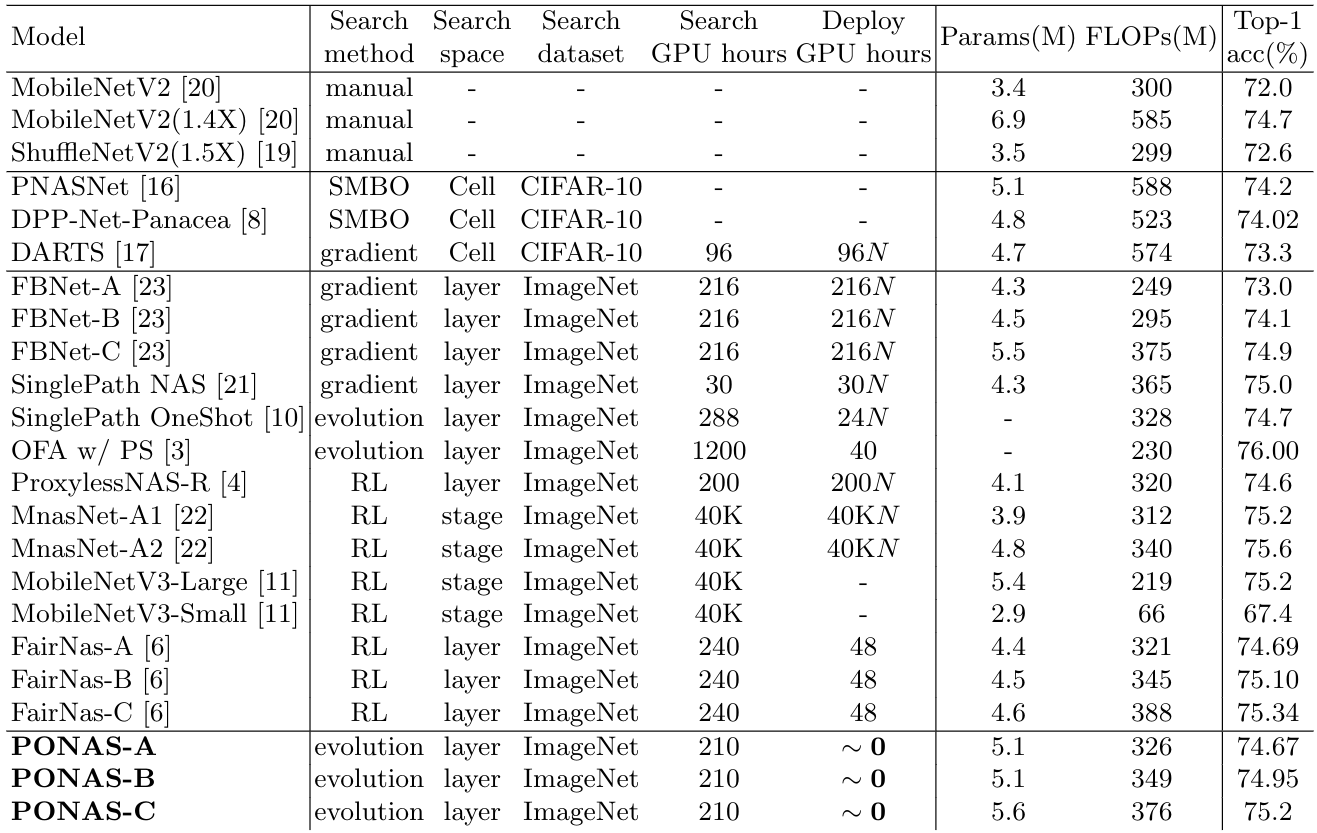 Model Search method Search space Search dataset Search GPU hours Deploy GPU hours Params(M) FLOPs(M) Top-1 acc(%)
MobileNetV2 [20] manual - - - - 3.4 300 72.0
MobileNetV2(1.4X) [20] manual - - - - 6.9 585 74.7
ShuffleNetV2(1.5X) [19] manual - - - - 3.5 299 72.6
PNASNet [16] SMBO Cell CIFAR-10 - - 5.1 588 74.2
DPP-Net-Panacea [8] SMBO Cell CIFAR-10 - - 4.8 523 74.02
DARTS [17] gradient Cell CIFAR-10 96 96N 4.7 574 73.3
FBNet-A [23] gradient layer ImageNet 216 216N 4.3 249 73.0
FBNet-B [23] gradient layer ImageNet 216 216N 4.5 295 74.1
FBNet-C [23] gradient layer ImageNet 216 216N 5.5 375 74.9
SinglePath NAS [21] gradient layer ImageNet 30 30N 4.3 365 75.0
SinglePath OneShot [10] evolution layer ImageNet 288 24N - 328 74.7
OFA w/ PS [3] evolution layer ImageNet 1200 40 - 230 76.00
ProxylessNAS-R [4] RL layer ImageNet 200 200N 4.1 320 74.6
MnasNet-A1 [22] RL stage ImageNet 40K 40KN 3.9 312 75.2
MnasNet-A2 [22] RL stage ImageNet 40K 40KN 4.8 340 75.6
MobileNetV3-Large [11] RL stage ImageNet 40K - 5.4 219 75.2
MobileNetV3-Small [11] RL stage ImageNet 40K - 2.9 66 67.4
FairNas-A [6] RL layer ImageNet 240 48 4.4 321 74.69
FairNas-B [6] RL layer ImageNet 240 48 4.5 345 75.10
FairNas-C [6] RL layer ImageNet 240 48 4.6 388 75.34
PONAS-A evolution layer ImageNet 210 ∼ 0 5.1 326 74.67
PONAS-B evolution layer ImageNet 210 ∼ 0 5.1 349 74.95
PONAS-C evolution layer ImageNet 210 ∼ 0 5.6 376 75.2